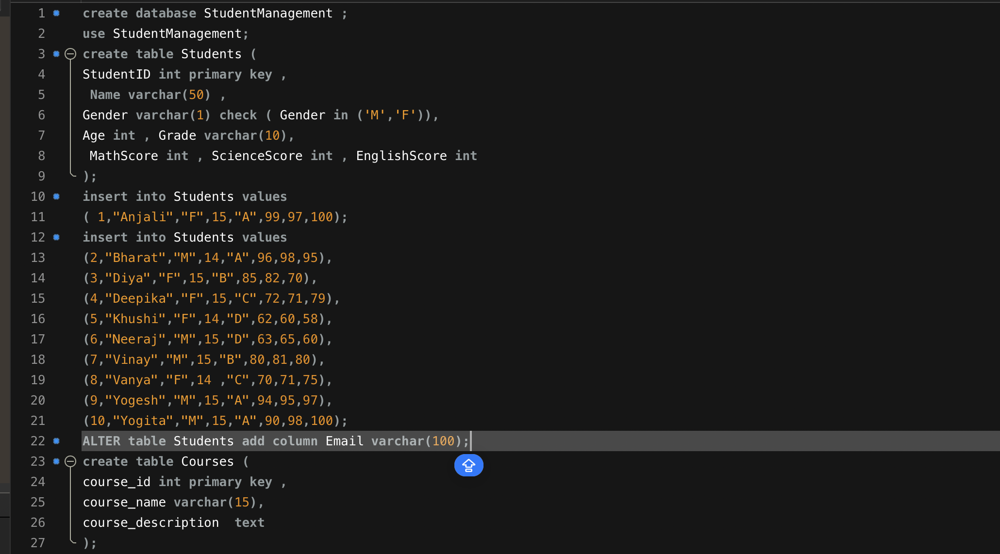 1 create database StudentManagement ;
2 use StudentManagement;
3 create table Students (
4 StudentID int primary key ,
5  Name varchar(50) ,
6 Gender varchar(1) check ( Gender in ('M','F')),
7 Age int , Grade varchar(10),
8  MathScore int , ScienceScore int , EnglishScore int
9 );
10 insert into Students values
11 ( 1,"Anjali","F",15,"A",99,97,100);
12 insert into Students values
13 (2,"Bharat","M",14,"A",96,98,95),
14 (3,"Diya","F",15,"B",85,82,70),
15 (4,"Deepika","F",15,"C",72,71,79),
16 (5,"Khushi","F",14,"D",62,60,58),
17 (6,"Neeraj","M",15,"D",63,65,60),
18 (7,"Vinay","M",15,"B",80,81,80),
19 (8,"Vanya","F",14 ,"C",70,71,75),
20 (9,"Yogesh","M",15,"A",94,95,97),
21 (10,"Yogita","M",15,"A",90,98,100);
22 ALTER table Students add column Email varchar(100);
23 create table Courses (
24 course_id int primary key ,
25 course_name varchar(15),
26 course_description  text
27 );